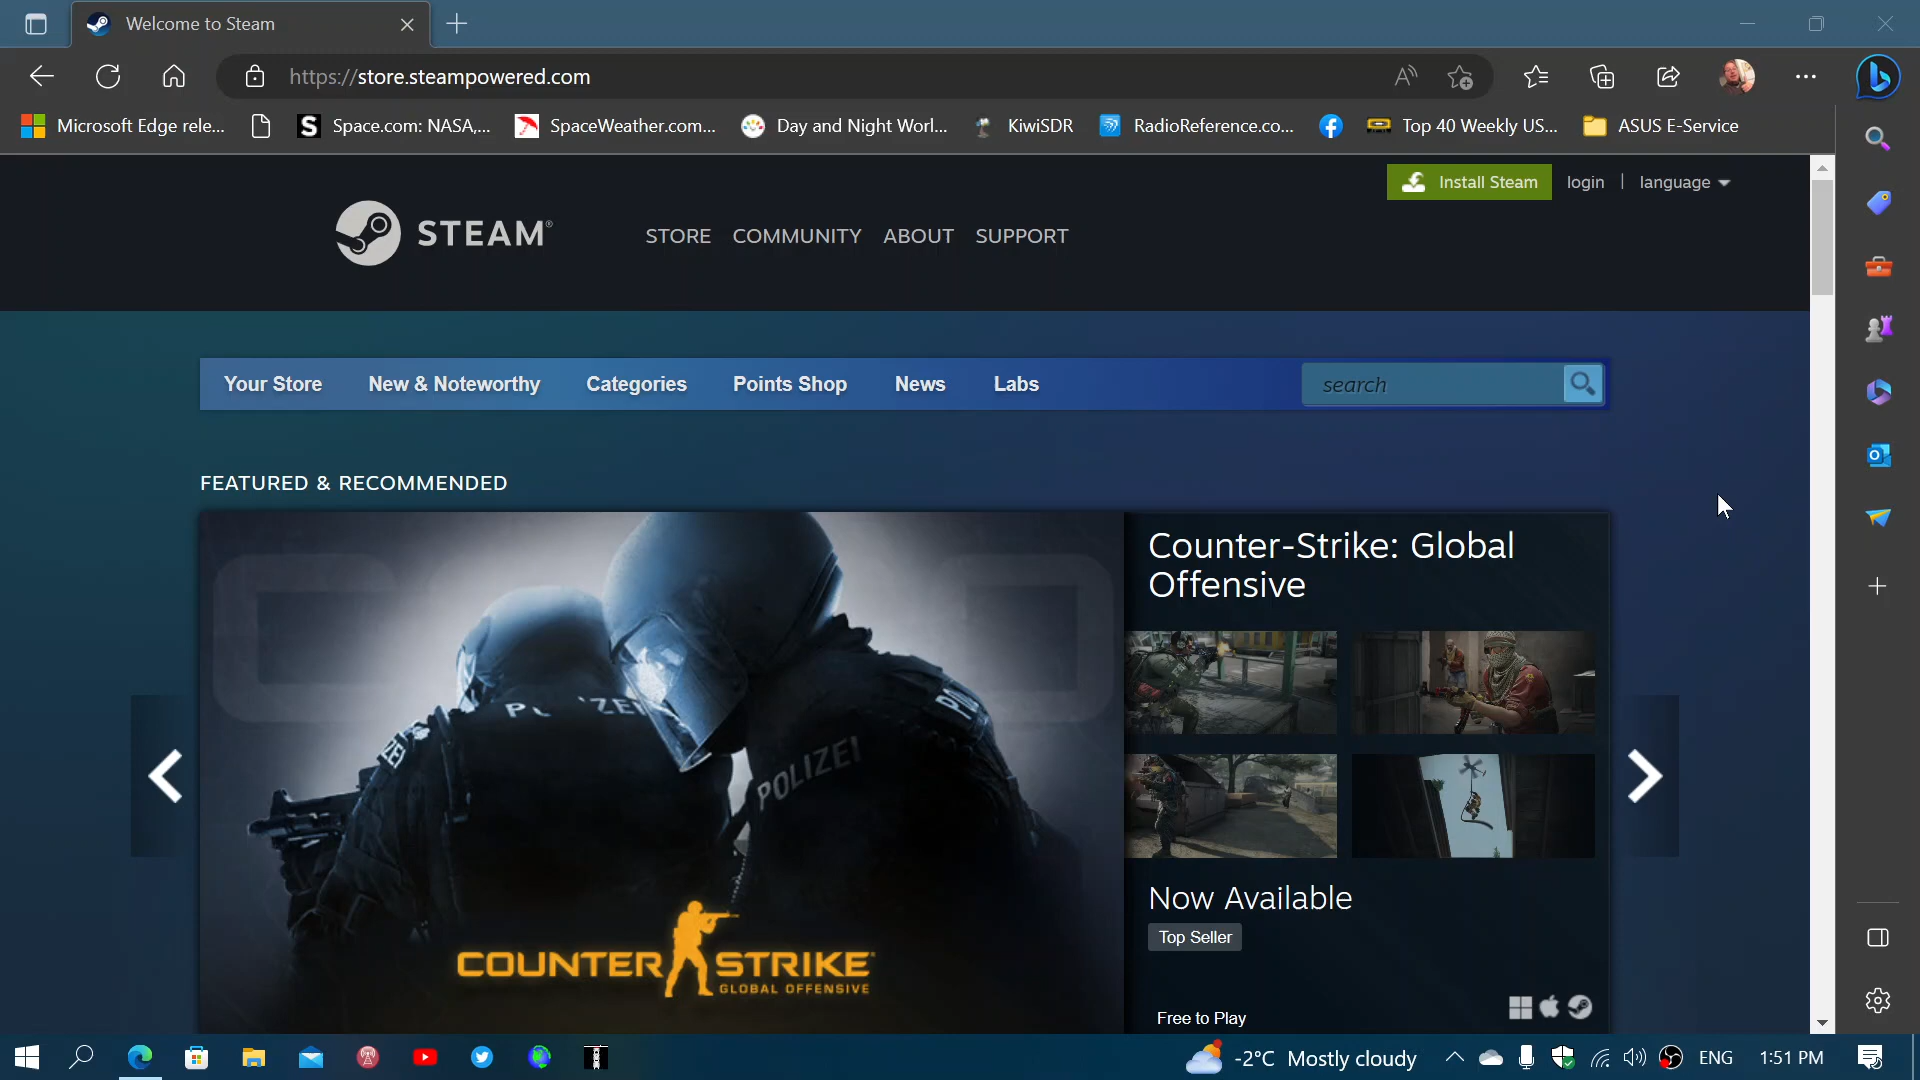 Welcome to Steam
https://store.steampowered.com
Microsoft Edge rele...
Space.com: NASA,...
SpaceWeather.com...
Day and Night Worl...
KiwiSDR
RadioReference.co...
Top 40 Weekly US...
ASUS E-Service
Install Steam
login
language
STEAM®
STORE
COMMUNITY
ABOUT
SUPPORT
Your Store
New & Noteworthy
Categories
Points Shop
News
Labs
search
FEATURED & RECOMMENDED
POLIZEI
COUNTER STRIKE
GLOBAL OFFENSIVE
Counter-Strike: Global
Offensive
Now Available
Top Seller
Free to Play
-2°C Mostly cloudy
ENG
1:51 PM